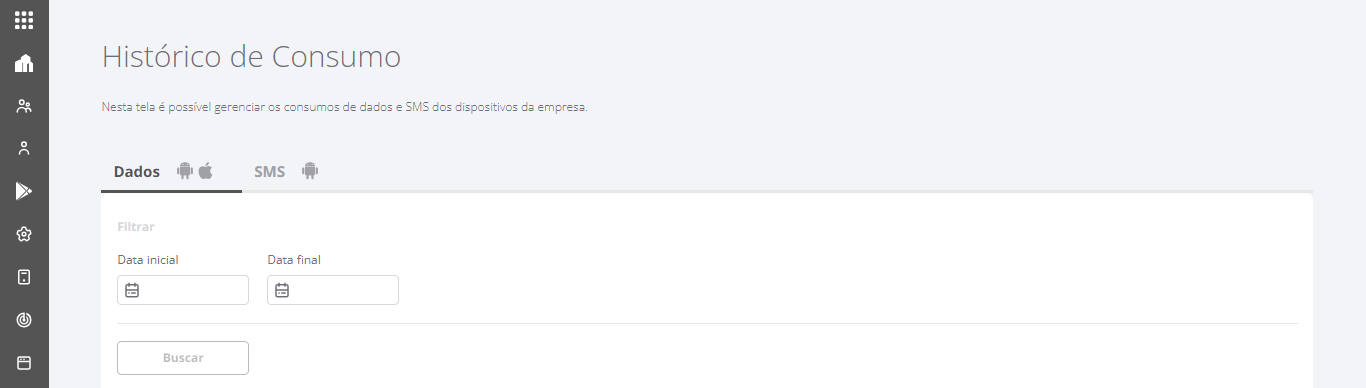 Histórico de Consumo
Nesta tela é possível gerenciar os consumos de dados e SMS dos dispositivos da empresa.
Dados SMS
Filtrar
Data inicial Data final
Buscar